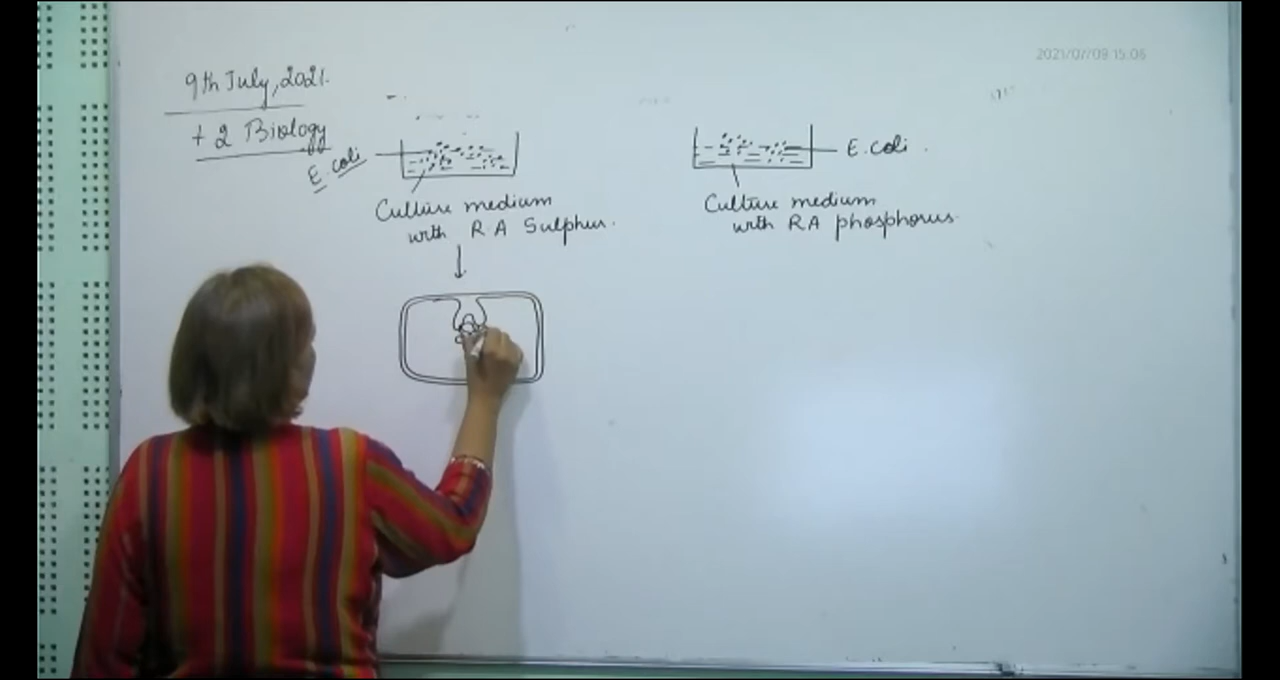 2021/07/09 15:06
9th July, 2021.
+ 2 Biology
E. coli
Culture medium
with R A Sulphur.
E. coli .
Culture medium
with RA phosphorus.